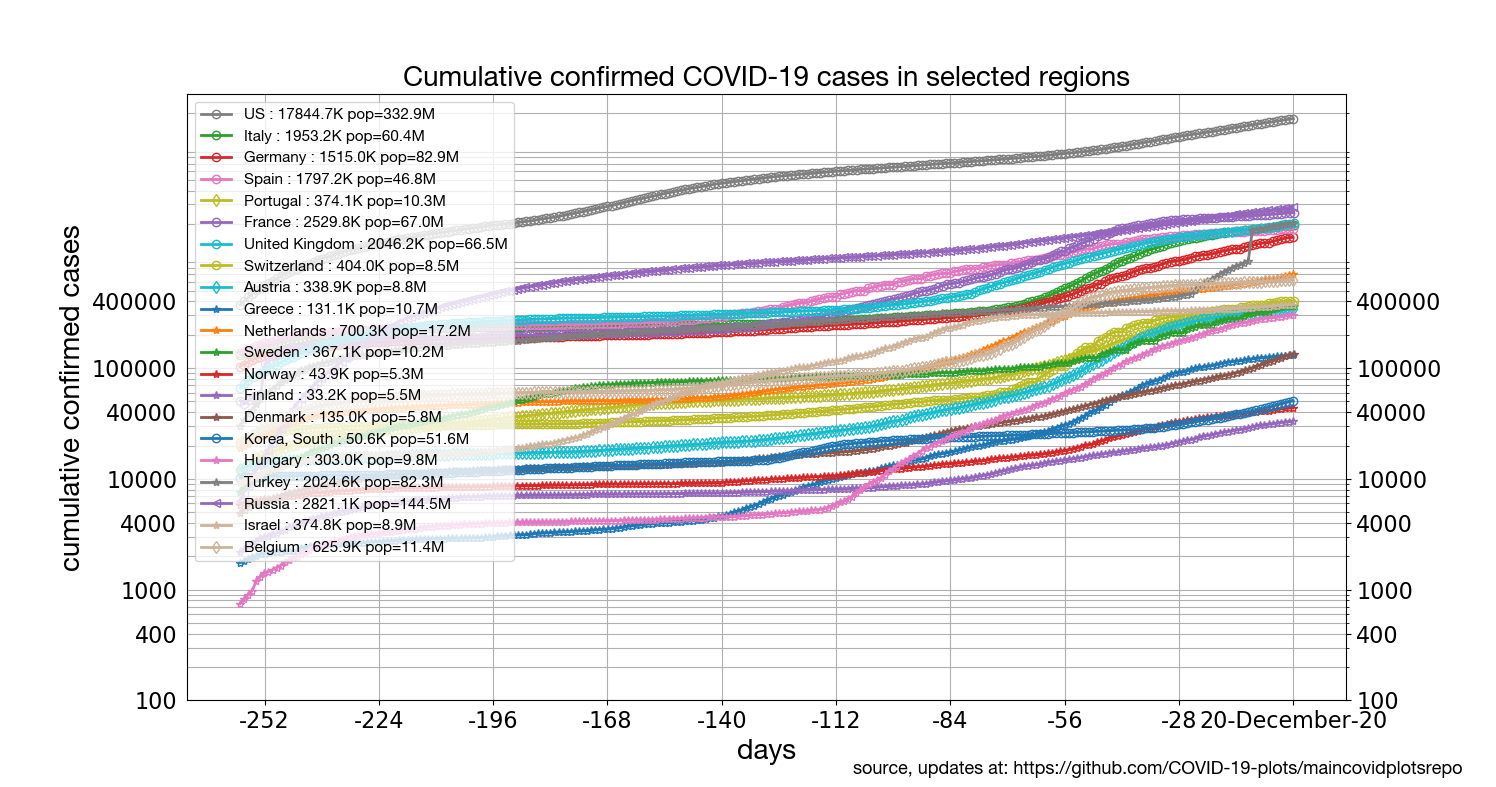 Cumulative confirmed COVID-19 cases in selected regions
US : 17844.7K pop=332.9M
Italy : 1953.2K pop=60.4M
Germany : 1515.0K pop=82.9M
Spain : 1797.2K pop=46.8M
Portugal : 374.1K pop=10.3M
France : 2529.8K pop=67.0M
United Kingdom : 2046.2K pop=66.5M
Switzerland : 404.0K pop=8.5M
Austria : 338.9K pop=8.8M
Greece : 131.1K pop=10.7M
Netherlands : 700.3K pop=17.2M
Sweden : 367.1K pop=10.2M
Norway : 43.9K pop=5.3M
Finland : 33.2K pop=5.5M
Denmark : 135.0K pop=5.8M
Korea, South : 50.6K pop=51.6M
Hungary : 303.0K pop=9.8M
Turkey : 2024.6K pop=82.3M
Russia : 2821.1K pop=144.5M
Israel : 374.8K pop=8.9M
Belgium : 625.9K pop=11.4M
cumulative confirmed cases
400000
100000
40000
10000
4000
1000
400
100
400000
100000
40000
10000
4000
1000
400
100
-252 -224 -196 -168 -140 -112 -84 -56 -28 20-December-20
days
source, updates at: https://github.com/COVID-19-plots/maincovidplotsrepo